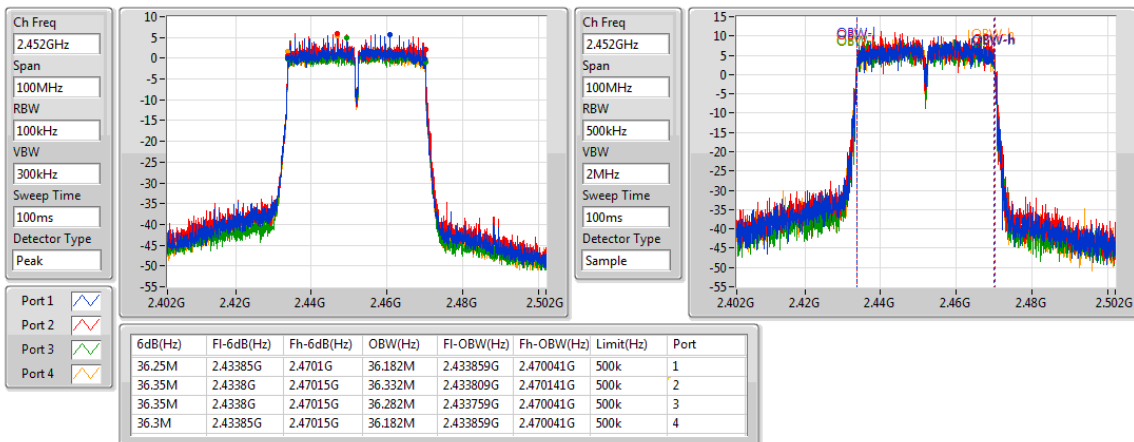 Ch Freq
2.452GHz
Span
100MHz
RBW
100kHz
VBW
300kHz
Sweep Time
100ms
Detector Type
Peak
15
10
5
0
-5
-10
-15
-20
-25
-30
-35
-40
-45
-50
-55
2.402G
2.42G
2.44G
2.46G
2.48G
2.502G
Ch Freq
2.452GHz
Span
100MHz
RBW
500kHz
VBW
2MHz
Sweep Time
100ms
Detector Type
Sample
15
10
5
0
-5
-10
-15
-20
-25
-30
-35
-40
-45
-50
-55
OBW-h
2.402G
2.42G
2.44G
2.46G
2.48G
2.502G
Port 1
Port 2
Port 3
Port 4
6dB(Hz) Fl-6dB(Hz) Fh-6dB(Hz) OBW(Hz) Fl-OBW(Hz) Fh-OBW(Hz) Limit(Hz) Port
36.25M 2.43385G 2.4701G 36.182M 2.433859G 2.470041G 500k 1
36.35M 2.4338G 2.47015G 36.332M 2.433809G 2.470141G 500k 2
36.35M 2.4338G 2.47015G 36.282M 2.433759G 2.470041G 500k 3
36.3M 2.43385G 2.47015G 36.182M 2.433859G 2.470041G 500k 4